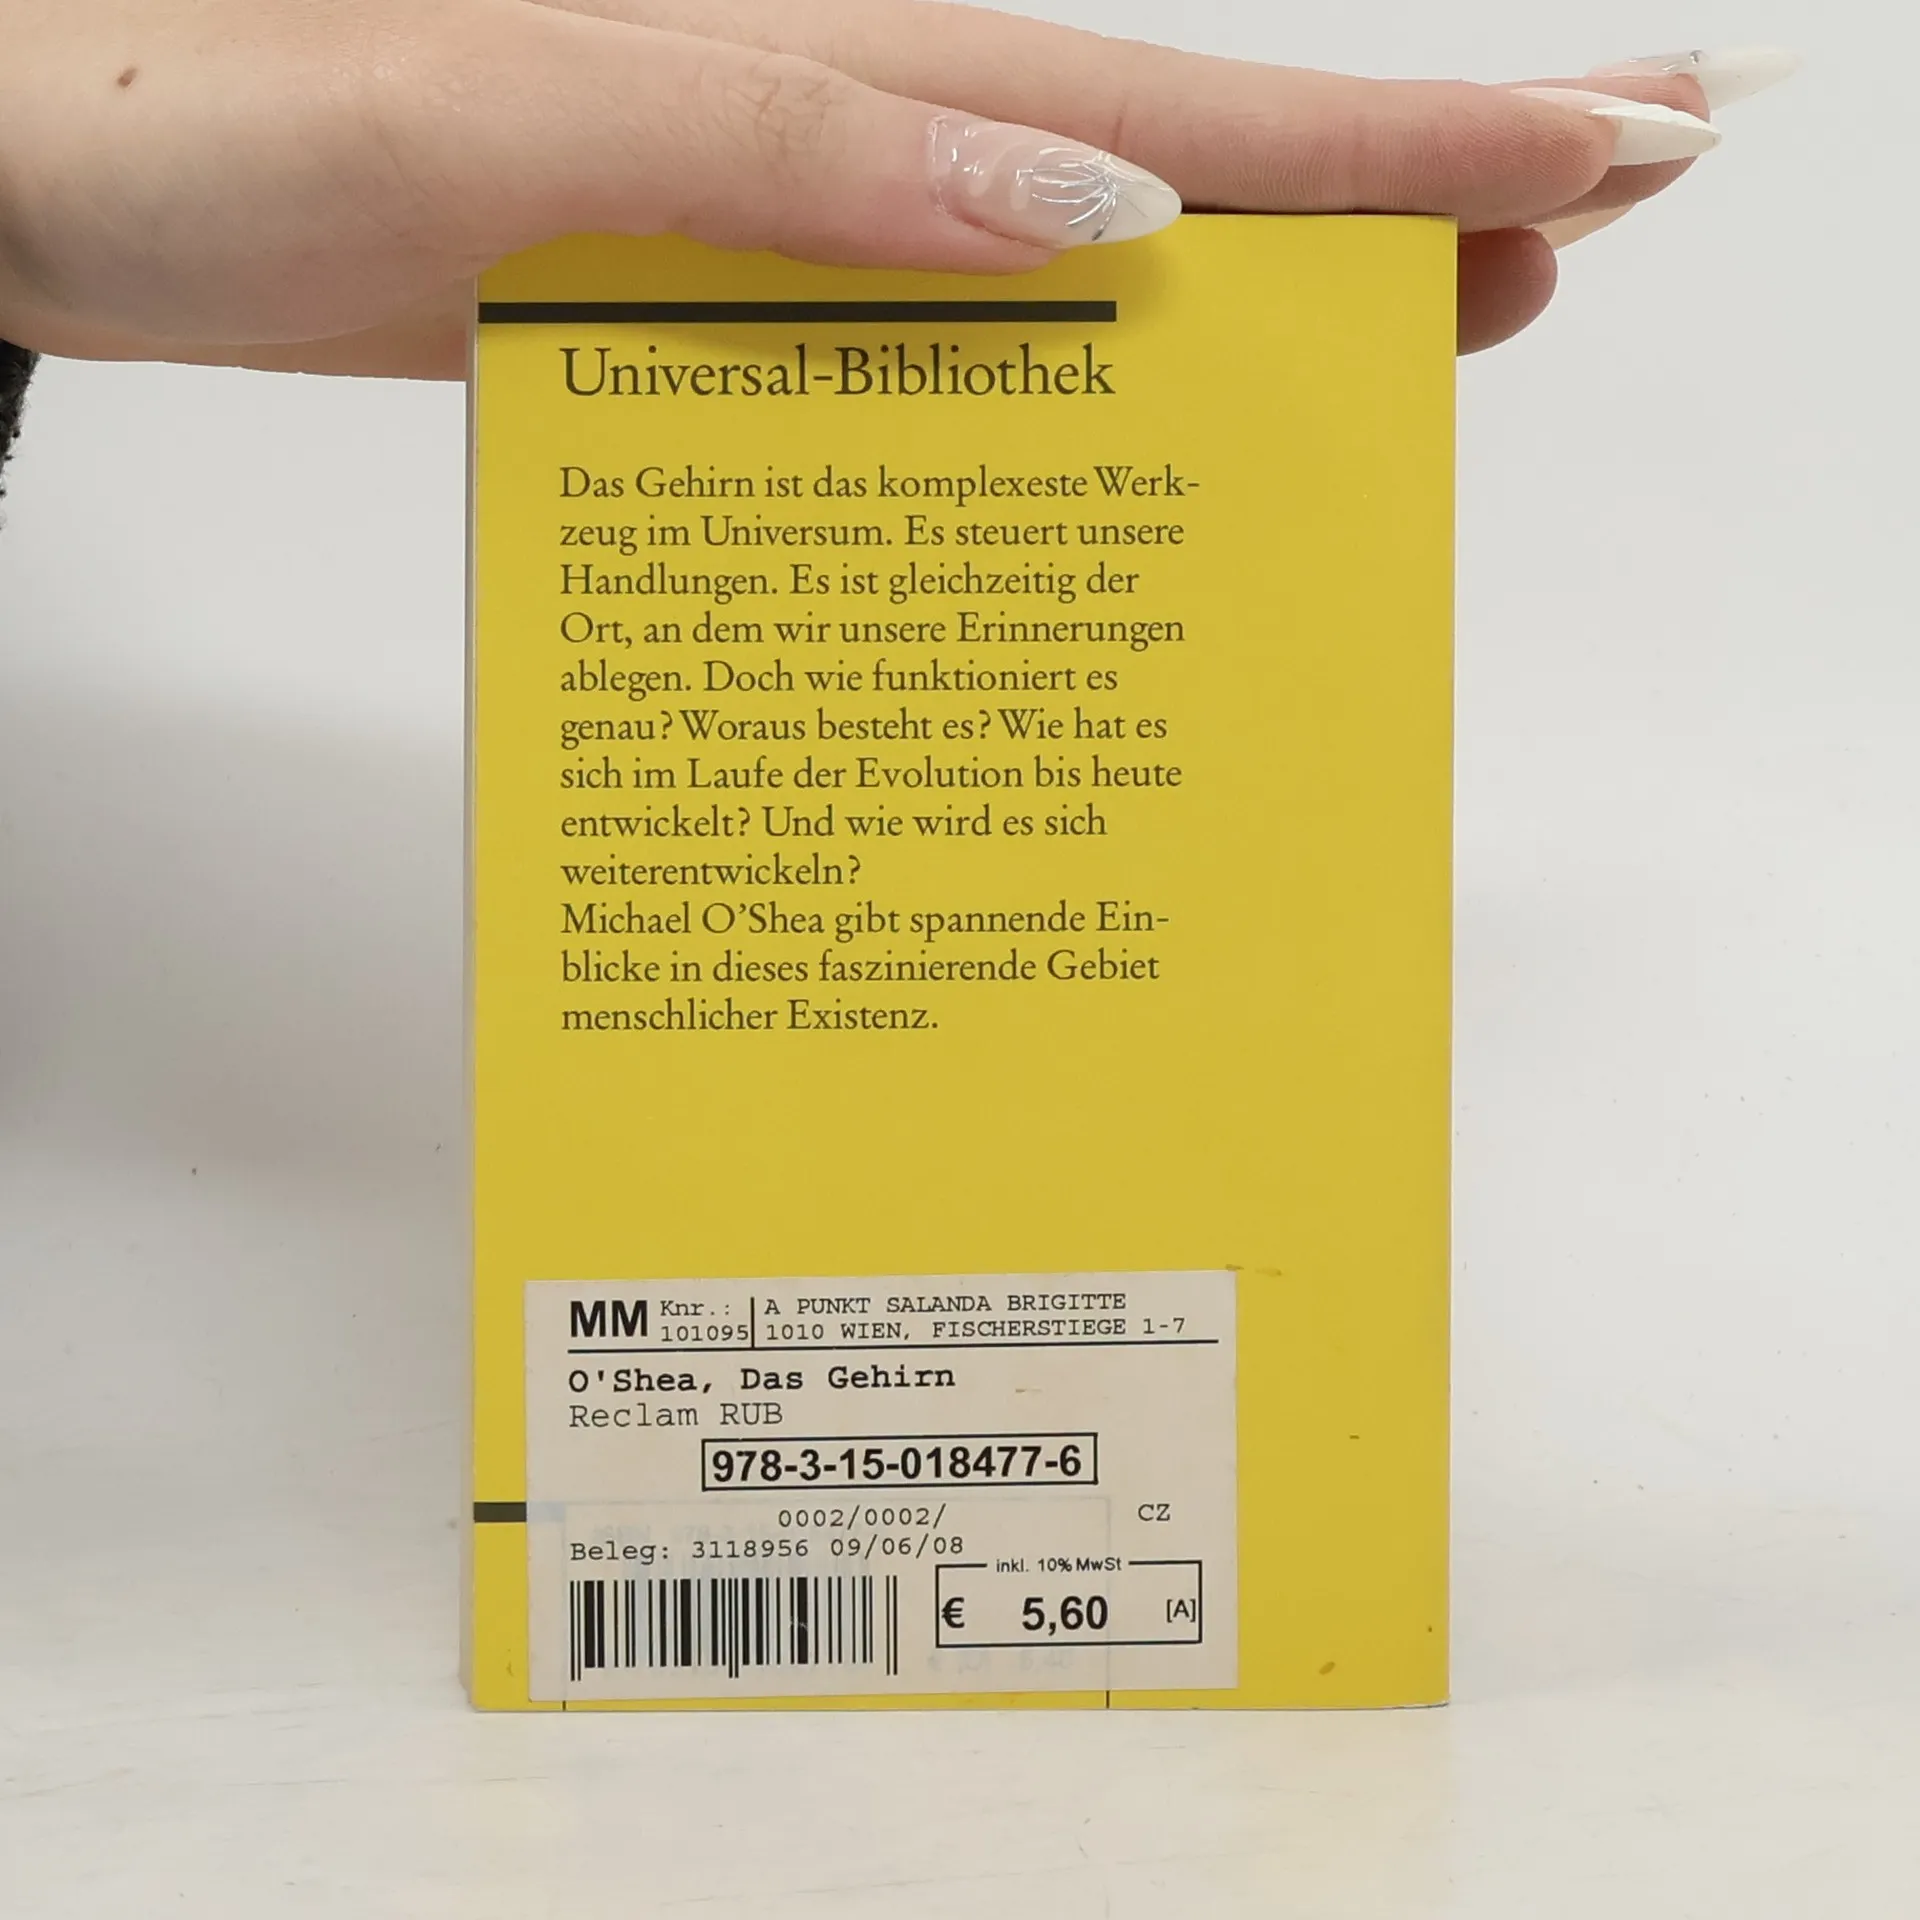 Universal-Bibliothek
Das Gehirn ist das komplexeste Werk-
zeug im Universum. Es steuert unsere
Handlungen. Es ist gleichzeitig der
Ort, an dem wir unsere Erinnerungen
ablegen. Doch wie funktioniert es
genau? Woraus besteht es? Wie hat es
sich im Laufe der Evolution bis heute
entwickelt? Und wie wird es sich
weiterentwickeln?
Michael O’Shea gibt spannende Ein-
blicke in dieses faszinierende Gebiet
menschlicher Existenz.
MM Knr.: A PUNKT SALANDA BRIGITTE
101095 1010 WIEN, FISCHERSTIEGE 1-7
O'Shea, Das Gehirn
Reclam RUB
978-3-15-018477-6
0002/0002/ CZ
Beleg: 3118956 09/06/08
inkl. 10% MwSt
€ 5,60 [A]